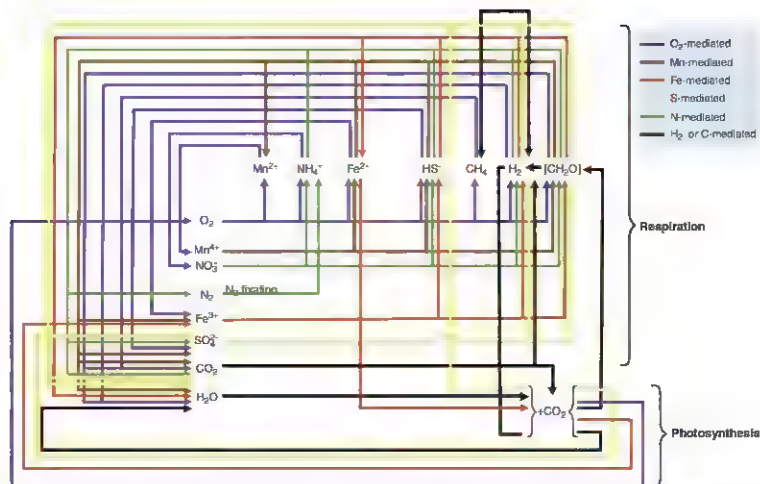 O₂-mediated
Mn-mediated
Fe-mediated
S-mediated
N-mediated
H₂ or C-mediated
Mn²⁺ NH₄⁺ Fe²⁺ HS⁻ CH₄ H₂ [CH₂O]
O₂
Respiration
Mn⁴⁺
NO₃⁻
N₂ N₂ fixating
Fe³⁺
SO₄²⁻
CO₂
H₂O
+CO₂
Photosynthesis